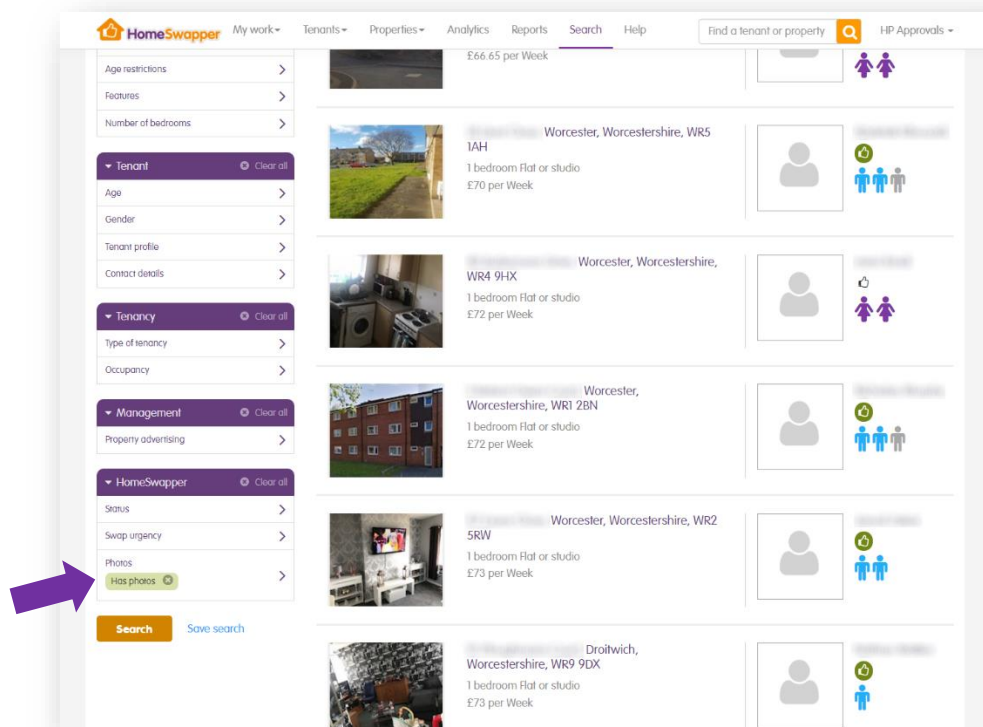 HomeSwapper My work Tenants Properties Analytics Reports Search Help Find a tenant or property HP Approvals
Age restrictions
Features
Number of bedrooms
Tenant Clear all
Age
Gender
Tenant profile
Contact details
Tenancy Clear all
Type of tenancy
Occupancy
Management Clear all
Property advertising
HomeSwapper Clear all
Status
Swap urgency
Photos
Has photos
Search Save search
£66.65 per Week
Worcester, Worcestershire, WR5
1AH
1 bedroom Flat or studio
£70 per Week
Worcester, Worcestershire,
WR4 9HX
1 bedroom Flat or studio
£72 per Week
Worcester,
Worcestershire, WR1 2BN
1 bedroom Flat or studio
£72 per Week
Worcester, Worcestershire, WR2
5RW
1 bedroom Flat or studio
£73 per Week
Droitwich,
Worcestershire, WR9 9DX
1 bedroom Flat or studio
£73 per Week